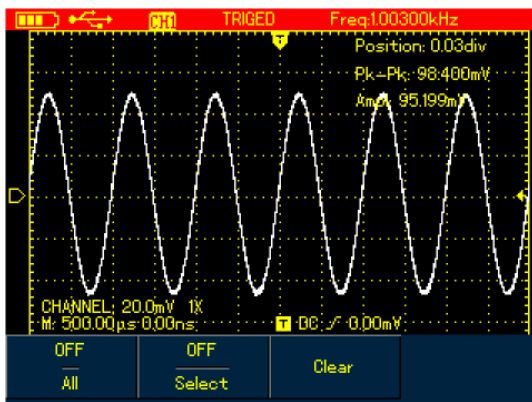 CH1 TRIGED Freq:1.00300kHz
T
Position: 0.03div
Pk-Pk: 98.400mV
Ampl: 95.199mV
CHANNEL: 20.0mV 1X
M: 500.00µs 0.00ns T DC 0.00mV
OFF OFF Clear
All Select